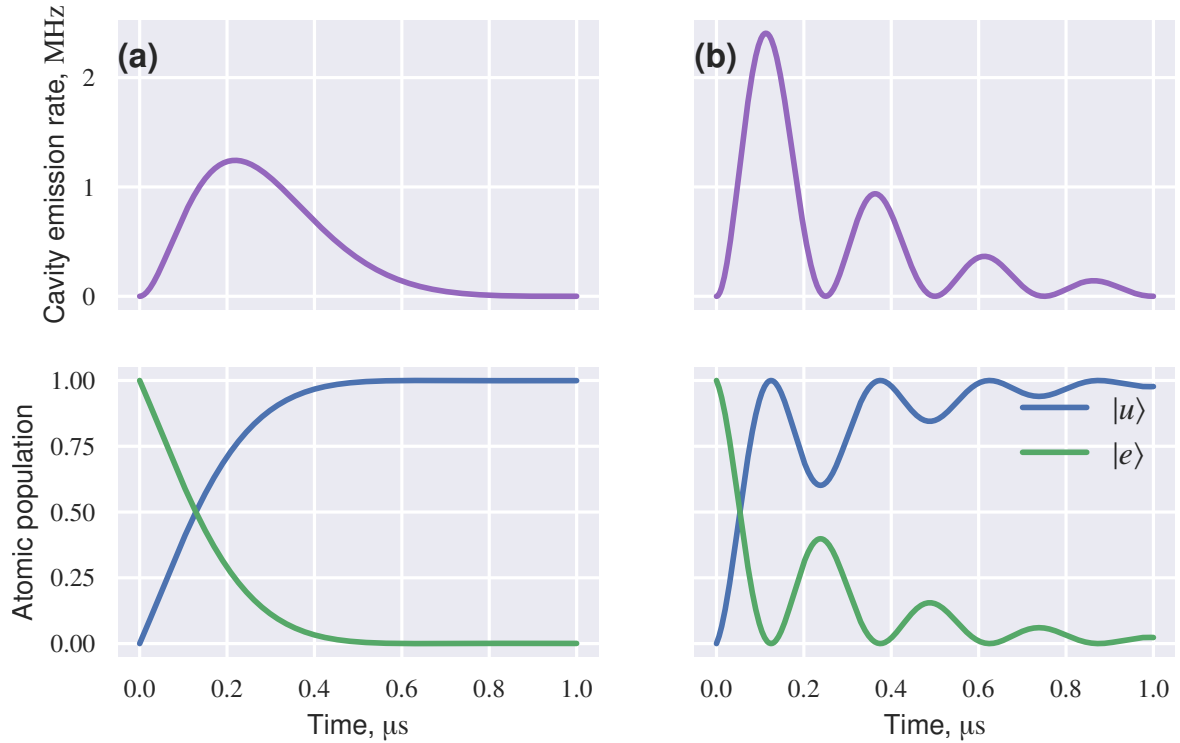 (a)
(b)
Cavity emission rate, MHz
2
1
0
Atomic population
1.00
0.75
0.50
0.25
0.00
|u⟩
|e⟩
0.0 0.2 0.4 0.6 0.8 1.0
0.0 0.2 0.4 0.6 0.8 1.0
Time, μs
Time, μs